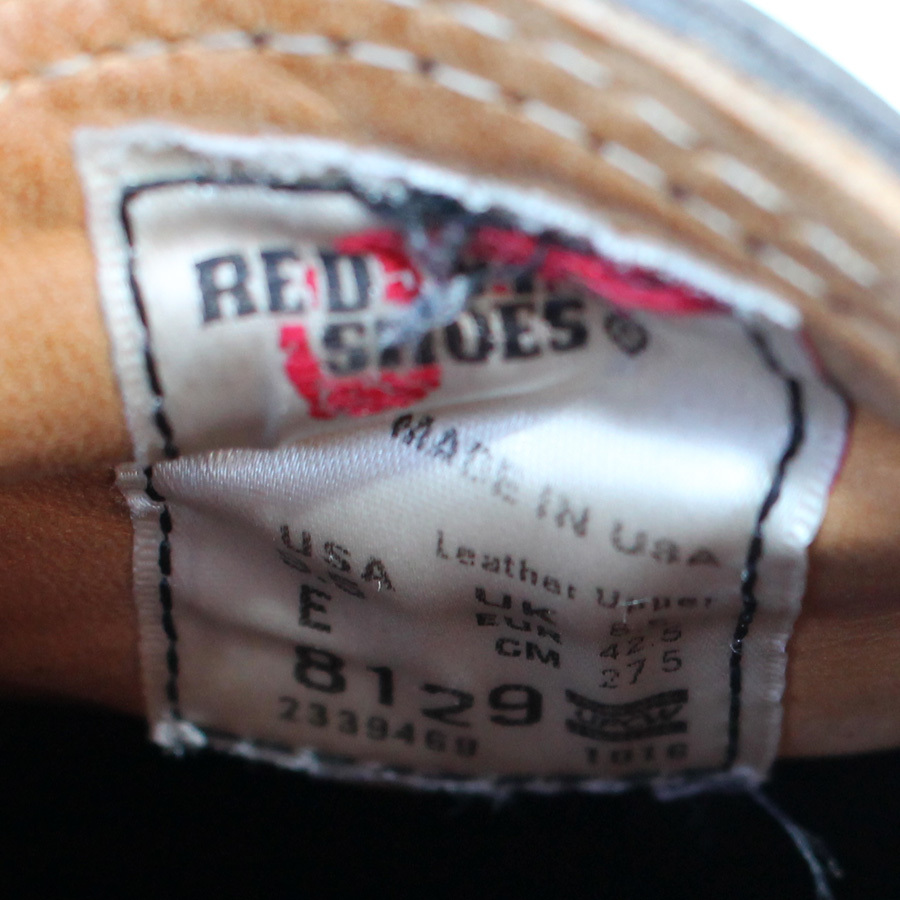 RED
SHOES ®
MADE IN USA
Leather Upper
USA
E
UK
EUR 42.5
CM 27.5
8129
2339469
1016